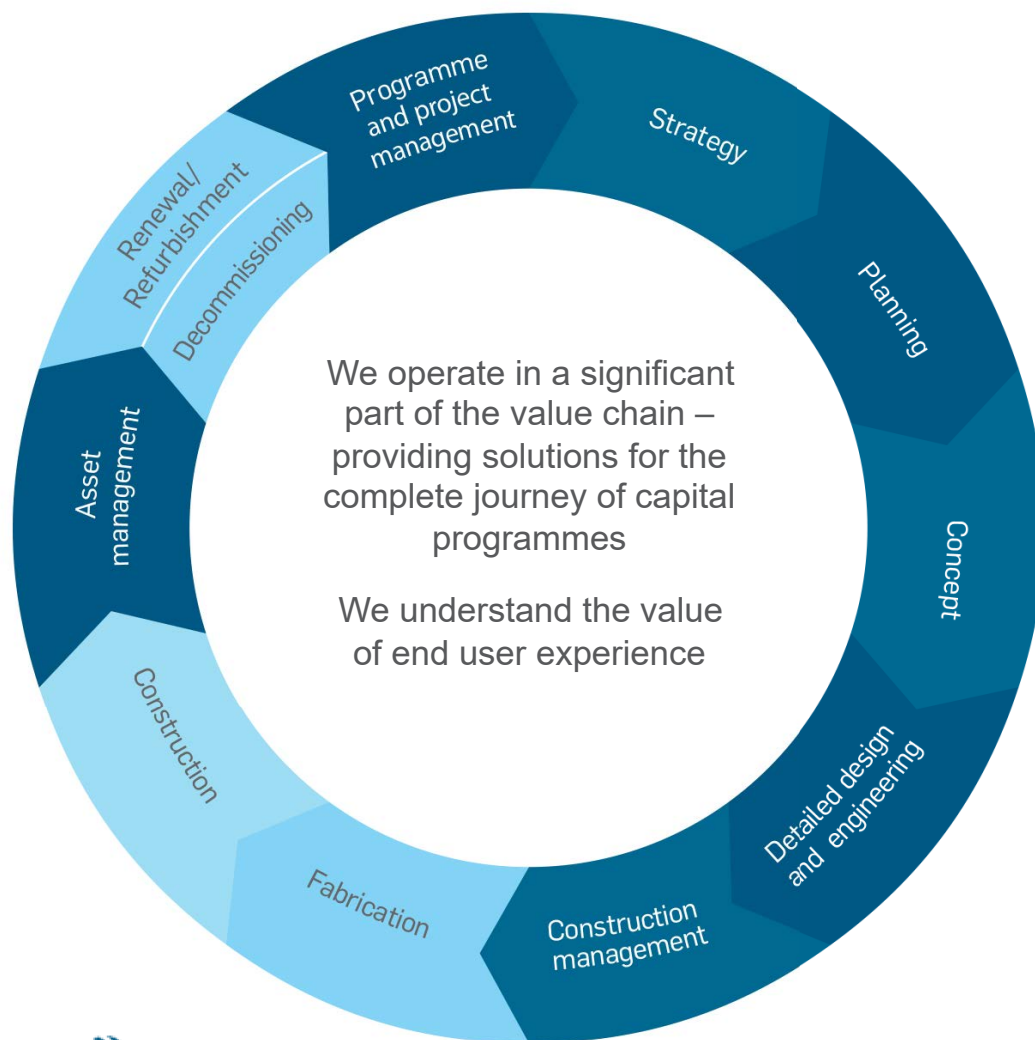 Programme
and project
management
Strategy
Planning
Concept
Detailed design
and engineering
Construction
management
Fabrication
Construction
Asset
management
Renewal/
Refurbishment
Decommissioning
We operate in a significant
part of the value chain –
providing solutions for the
complete journey of capital
programmes
We understand the value
of end user experience